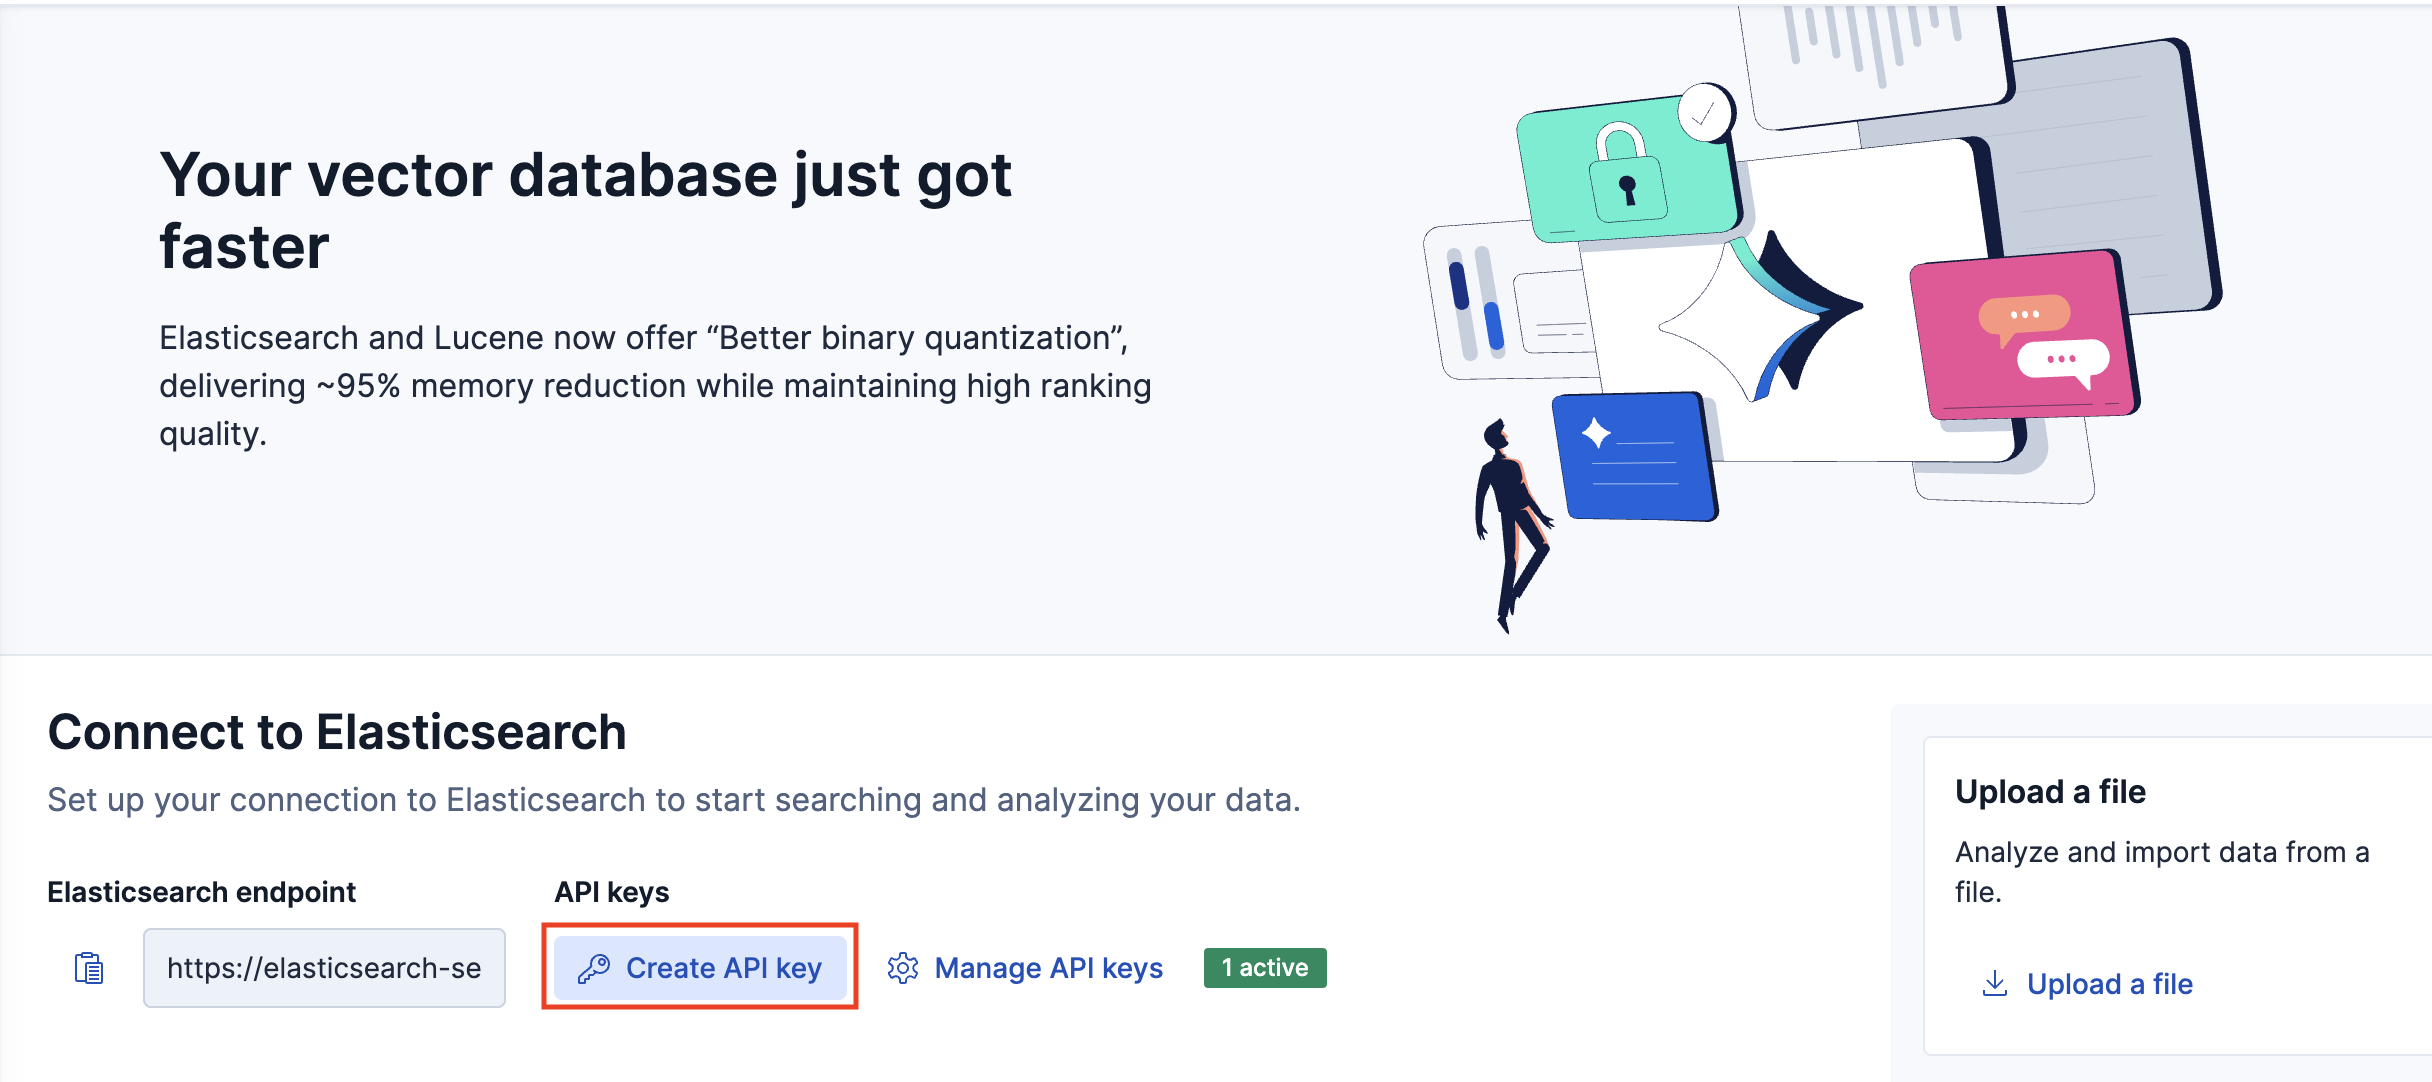 Your vector database just got
faster
Elasticsearch and Lucene now offer “Better binary quantization”,
delivering ~95% memory reduction while maintaining high ranking
quality.
Connect to Elasticsearch
Set up your connection to Elasticsearch to start searching and analyzing your data.
Elasticsearch endpoint
API keys
https://elasticsearch-se
Create API key
Manage API keys
1 active
Upload a file
Analyze and import data from a
file.
Upload a file